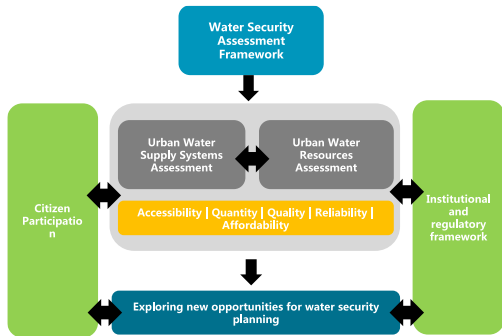 Water Security
Assessment
Framework
Urban Water
Supply Systems
Assessment
Urban Water
Resources
Assessment
Accessibility | Quantity | Quality | Reliability |
Affordability
Citizen
Participatio
n
Institutional
and
regulatory
framework
Exploring new opportunities for water security
planning